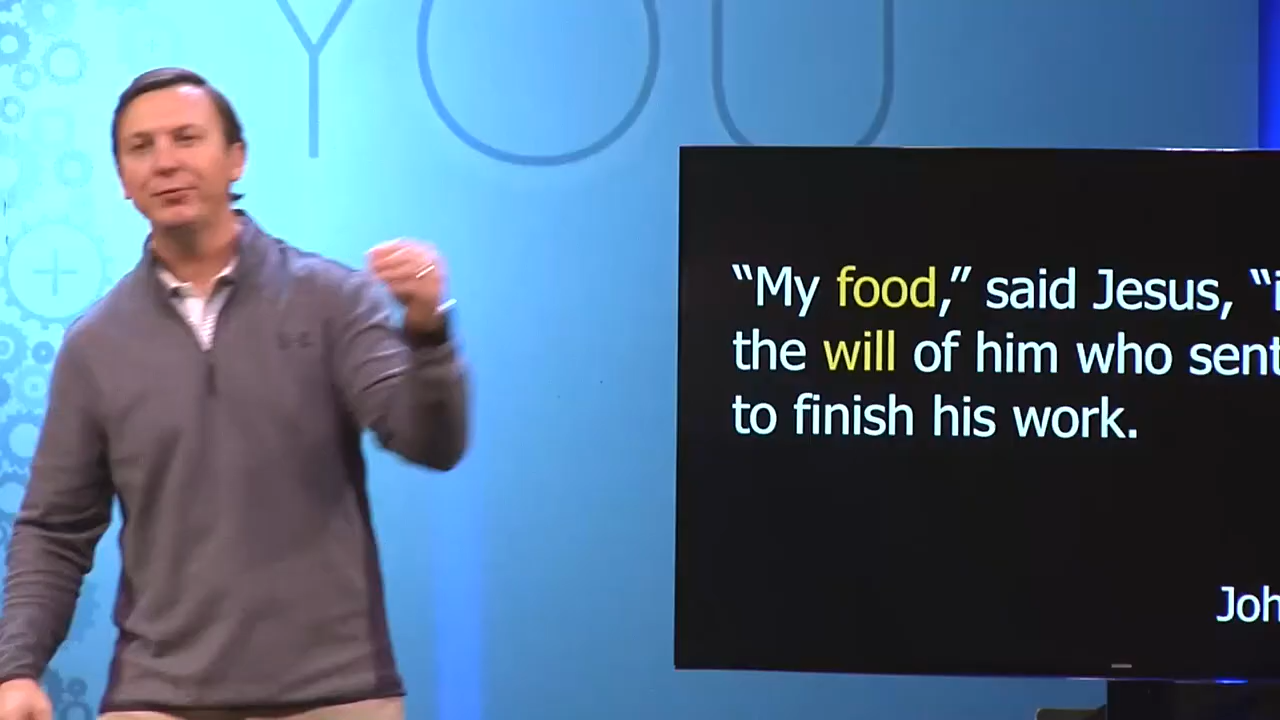 YOU
“My food,” said Jesus, “i
the will of him who sent
to finish his work.
Joh